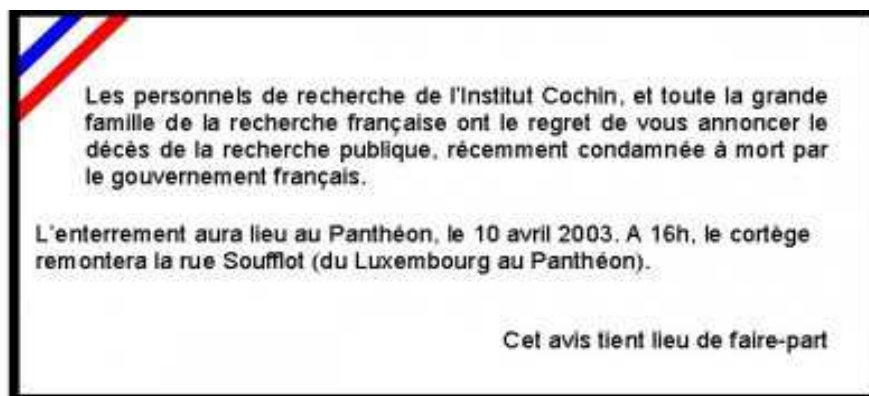 Les personnels de recherche de l'Institut Cochin, et toute la grande
famille de la recherche française ont le regret de vous annoncer le
décès de la recherche publique, récemment condamnée à mort par
le gouvernement français.
L'enterrement aura lieu au Panthéon, le 10 avril 2003. A 16h, le cortège
remontera la rue Soufflot (du Luxembourg au Panthéon).
Cet avis tient lieu de faire-part